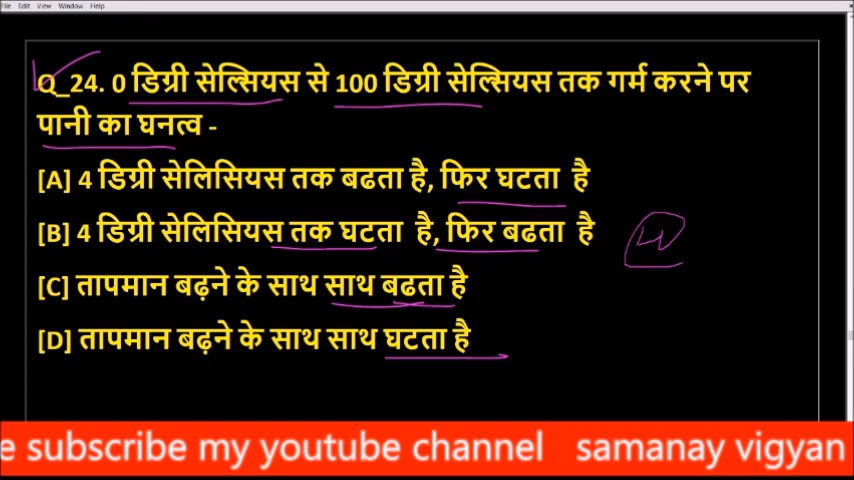 File Edit View Window Help
Q_24. 0 डिग्री सेल्सियस से 100 डिग्री सेल्सियस तक गर्म करने पर
पानी का घनत्व -
[A] 4 डिग्री सेलिसियस तक बढता है, फिर घटता है
[B] 4 डिग्री सेलिसियस तक घटता है, फिर बढता है
[C] तापमान बढ़ने के साथ साथ बढता है
[D] तापमान बढ़ने के साथ साथ घटता है
e subscribe my youtube channel samanay vigyan